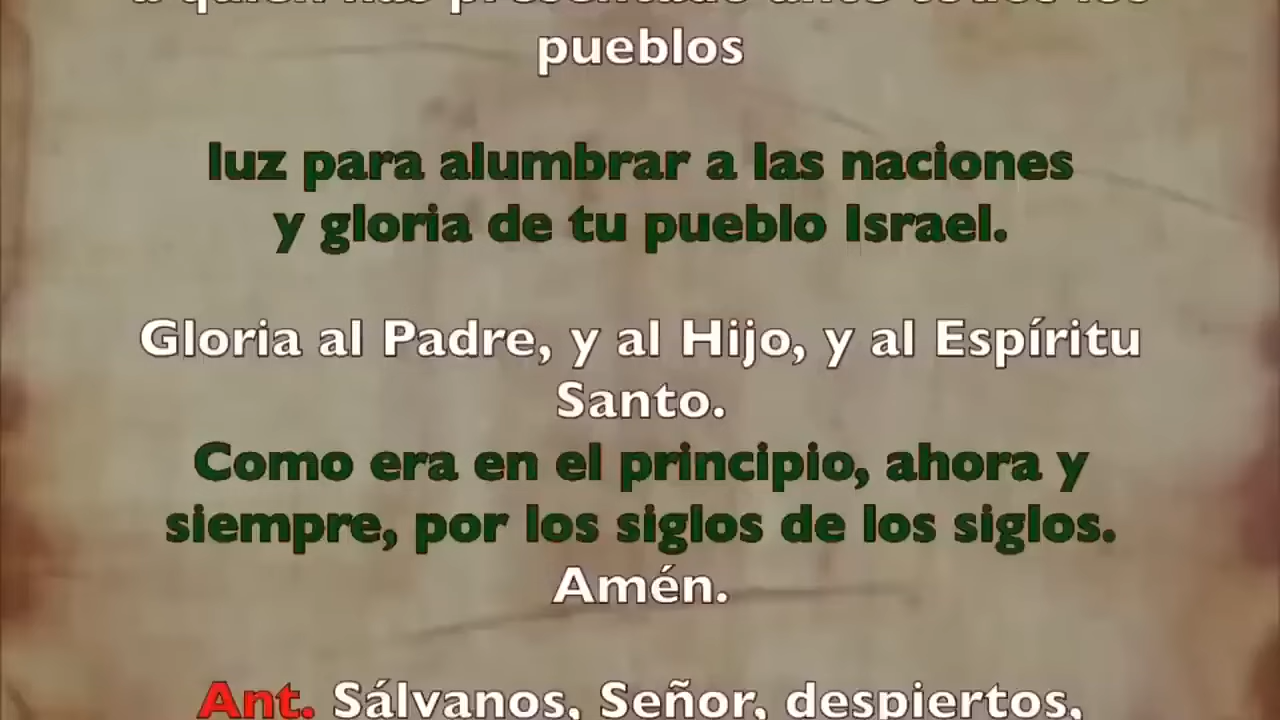 a quien has presentado ante todos los
pueblos
luz para alumbrar a las naciones
y gloria de tu pueblo Israel.
Gloria al Padre, y al Hijo, y al Espíritu
Santo.
Como era en el principio, ahora y
siempre, por los siglos de los siglos.
Amén.
Ant. Sálvanos, Señor, despiertos,